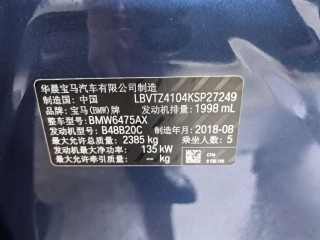 华晨宝马汽车有限公司制造
制造国：中国 LBVTZ4104KSP27249
品牌：宝马(BMW)牌 发动机排量：1998 mL
整车型号：BMW6475AX
发动机型号：B48B20C 制造年月：2018-08
最大允许总质量：2385 kg 乘坐人数：5
发动机最大净功率：135 kW
最大允许牵引质量：-- kg